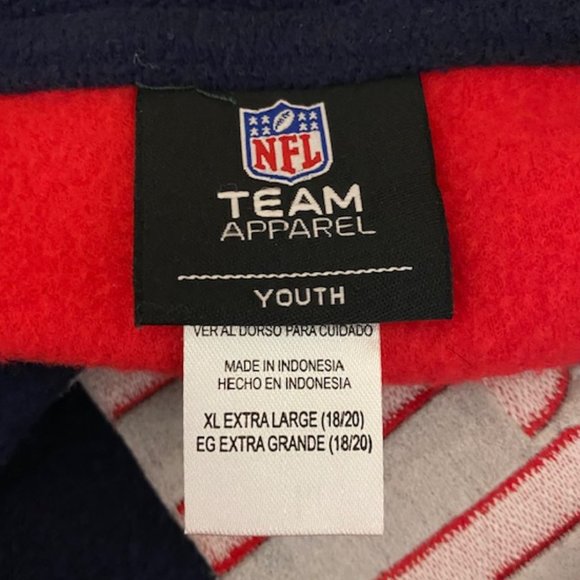 NFL
TEAM
APPAREL
YOUTH
VER AL DORSO PARA CUIDADO
MADE IN INDONESIA
HECHO EN INDONESIA
XL EXTRA LARGE (18/20)
EG EXTRA GRANDE (18/20)